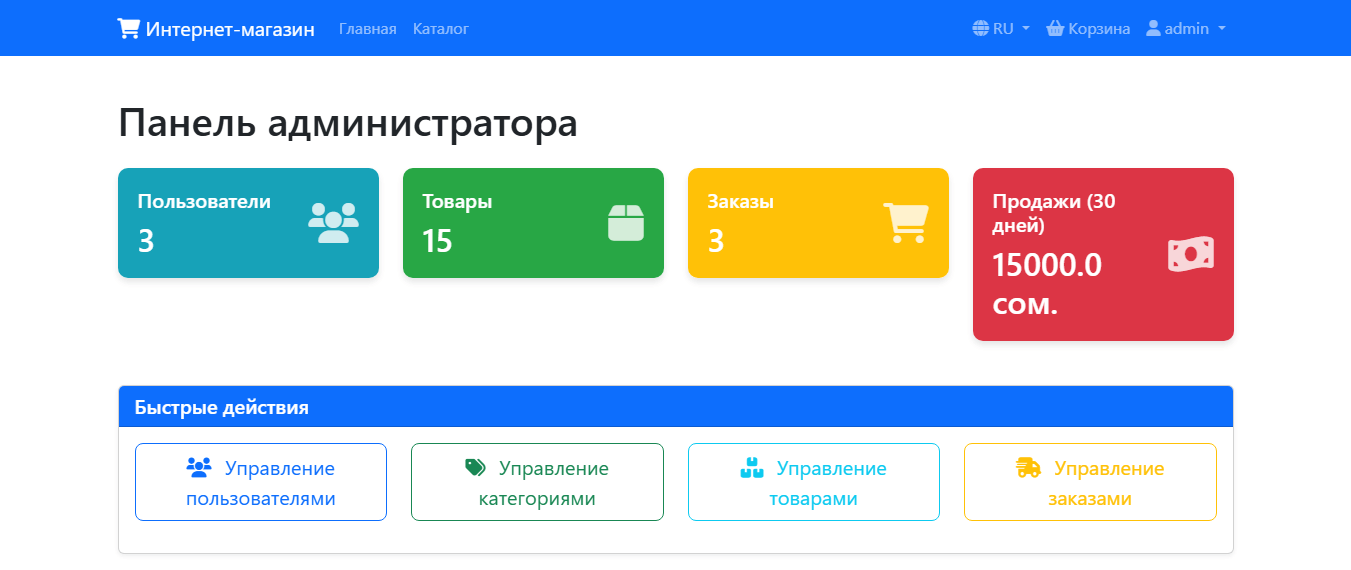 Интернет-магазин Главная Каталог RU Корзина admin
Панель администратора
Пользователи
3
Товары
15
Заказы
3
Продажи (30
дней)
15000.0
сом.
Быстрые действия
Управление
пользователями
Управление
категориями
Управление
товарами
Управление
заказами